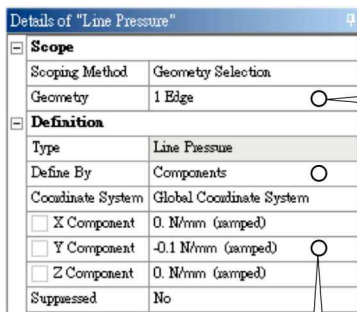 Details of "Line Pressure"
Scope
Scoping Method Geometry Selection
Geometry 1 Edge
Definition
Type Line Pressure
Define By Components
Coordinate System Global Coordinate System
X Component 0. N/mm (ramped)
Y Component -0.1 N/mm (ramped)
Z Component 0. N/mm (ramped)
Suppressed No